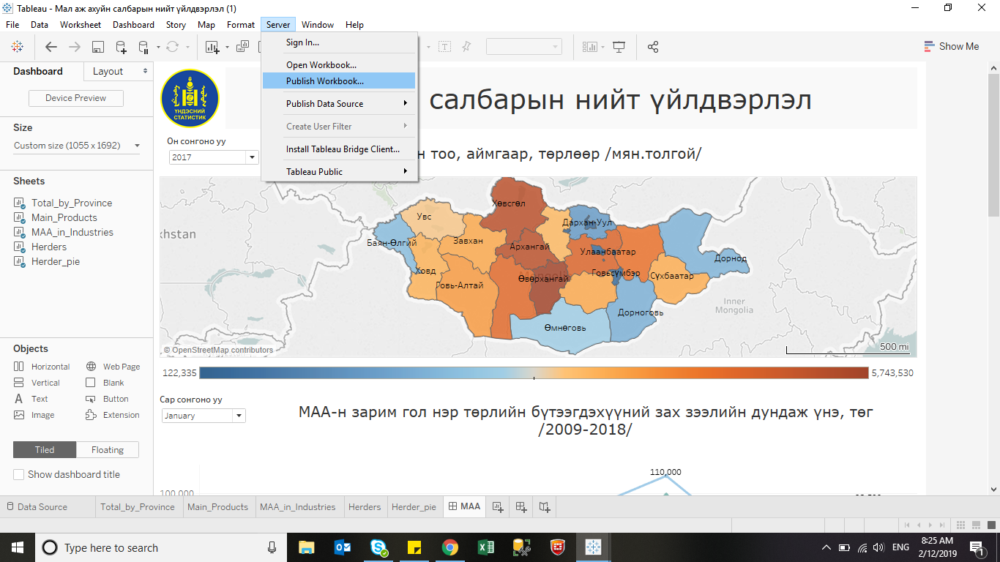 Tableau - Мал аж ахуйн салбарын нийт үйлдвэрлэл (1)
File Data Worksheet Dashboard Story Map Format Server Window Help
Show Me
Sign In...
Open Workbook...
Publish Workbook...
Publish Data Source
Create User Filter
Install Tableau Bridge Client...
Tableau Public
Dashboard Layout
Device Preview
Size
Custom size (1055 x 1692)
Sheets
Total_by_Province
Main_Products
MAA_in_Industries
Herders
Herder_pie
Objects
Horizontal Web Page
Vertical Blank
Text Button
Image Extension
Tiled Floating
Show dashboard title
ҮНДЭСНИЙ
СТАТИСТИК
салбарын нийт үйлдвэрлэл
Он сонгоно уу
2017
н тоо, аймгаар, төрлөөр /мян.толгой/
khstan
Хөвсгөл
Увс
Дархан-Уул
Баян-Өлгий
Завхан
Архангай
Улаанбаатар
Дорнод
Ховд
Говь-Алтай
Өвөрхангай
Говьсүмбэр
Сүхбаатар
Mongolia
Inner
Mongolia
Дорноговь
Өмнөговь
© OpenStreetMap contributors
500 mi
122,335 5,743,530
Сар сонгоно уу
January
МАА-н зарим гол нэр төрлийн бүтээгдэхүүний зах зээлийн дундаж үнэ, төг
/2009-2018/
110,000
100,000
Data Source Total_by_Province Main_Products MAA_in_Industries Herders Herder_pie MAA
Type here to search
ENG
8:25 AM
2/12/2019
1